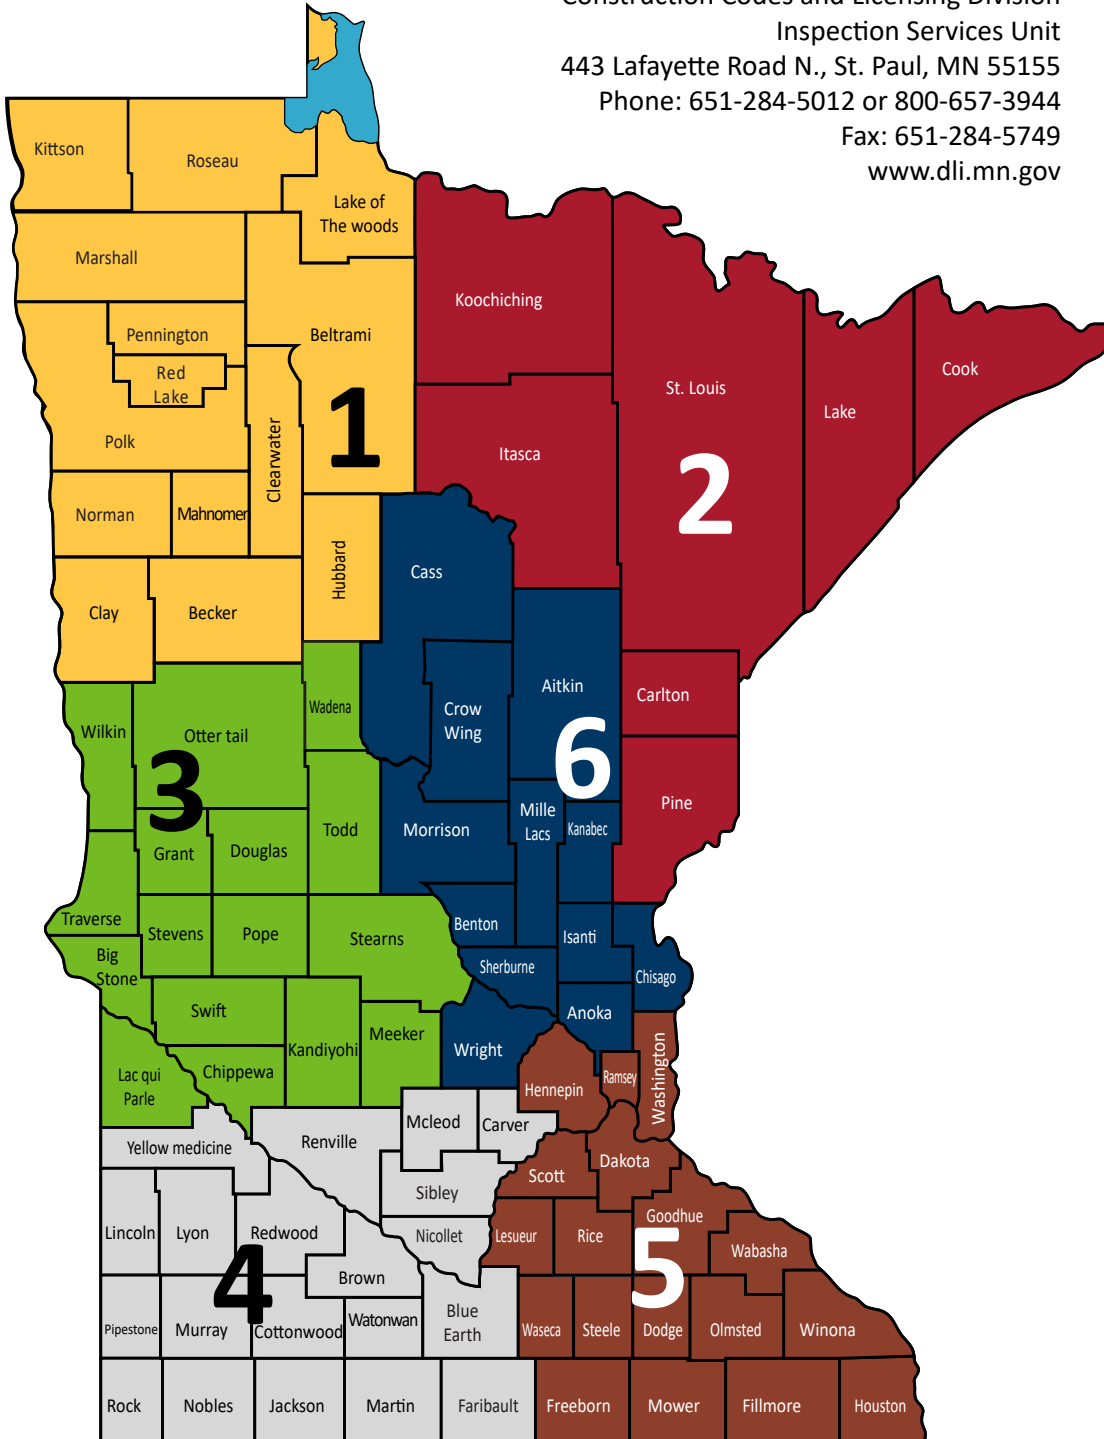 Construction Codes and Licensing Division
Inspection Services Unit
443 Lafayette Road N., St. Paul, MN 55155
Phone: 651-284-5012 or 800-657-3944
Fax: 651-284-5749
www.dli.mn.gov
Kittson
Roseau
Lake of
The woods
Marshall
Koochiching
Pennington
Beltrami
Red
Lake
Cook
St. Louis
Lake
1
Polk
Clearwater
Itasca
2
Norman
Mahnomen
Hubbard
Cass
Clay
Becker
Aitkin
Carlton
Wadena
Crow
Wing
Wilkin
Otter tail
6
3
Pine
Mille
Lacs
Kanabec
Todd
Morrison
Grant
Douglas
Traverse
Stevens
Pope
Stearns
Benton
Isanti
Big
Stone
Sherburne
Chisago
Swift
Anoka
Meeker
Kandiyohi
Wright
Washington
Lac qui
Parle
Chippewa
Hennepin
Ramsey
Mcleod
Carver
Yellow medicine
Renville
Dakota
Scott
Sibley
Goodhue
Lincoln
Lyon
Redwood
Nicollet
Lesueur
Rice
Wabasha
5
4
Brown
Blue
Earth
Pipestone
Murray
Cottonwood
Watonwan
Waseca
Steele
Dodge
Olmsted
Winona
Rock
Nobles
Jackson
Martin
Faribault
Freeborn
Mower
Fillmore
Houston